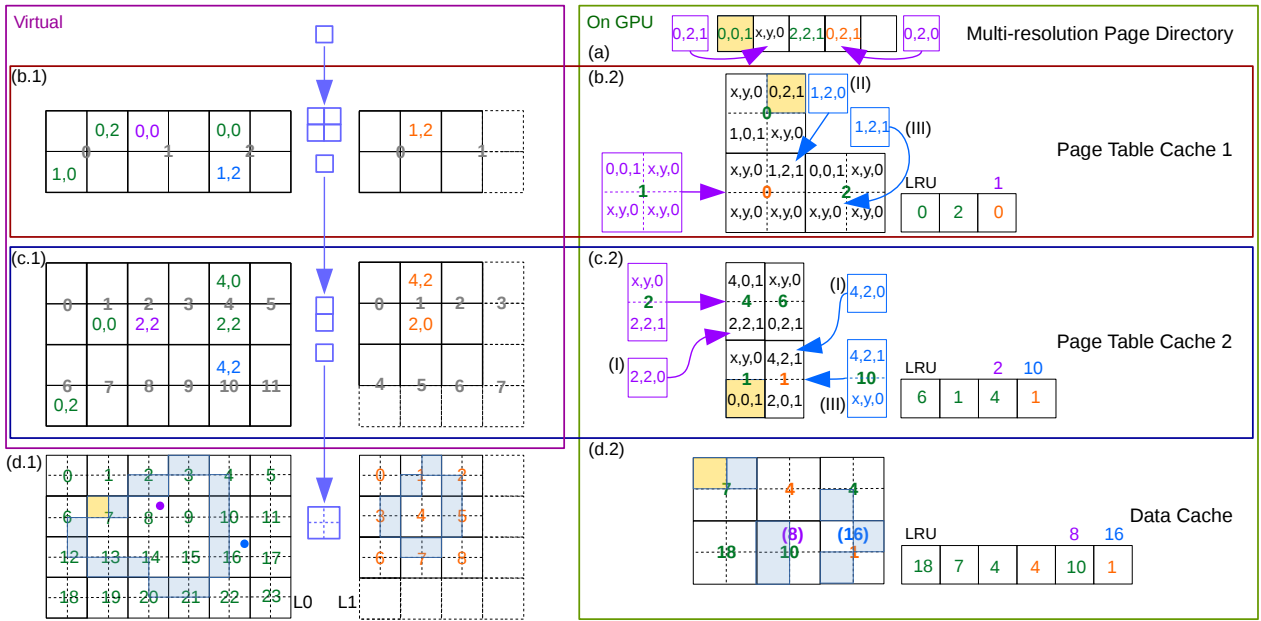 Virtual
On GPU
(a)
0,2,1
0,0,1 x,y,0 2,2,1 0,2,1
0,2,0
Multi-resolution Page Directory
(b.1)
0,2 0,0 0,0
0 1 2
1,0 1,2
1,2
0 1
(b.2)
x,y,0 0,2,1
0
1,0,1 x,y,0
1,2,0 (II)
1,2,1 (III)
0,0,1 x,y,0
1
x,y,0 x,y,0
x,y,0 1,2,1 0,0,1 x,y,0
0 2
x,y,0 x,y,0 x,y,0 x,y,0
Page Table Cache 1
LRU 1
0 2 0
(c.1)
4,0
0 1 2 3 4 5
0,0 2,2 2,2
4,2
6 7 8 9 10 11
0,2
4,2
0 1 2 3
2,0
4 5 6 7
(c.2)
x,y,0
2
2,2,1
(I)
2,2,0
4,0,1 x,y,0
4 6
2,2,1 0,2,1
x,y,0 4,2,1
1 1
0,0,1 2,0,1
(I)
4,2,0
4,2,1
10
(III)
x,y,0
Page Table Cache 2
LRU 2 10
6 1 4 1
(d.1)
0 1 2 3 4 5
6 7 8 9 10 11
12 13 14 15 16 17
18 19 20 21 22 23
L0
L1
0 1 2
3 4 5
6 7 8
(d.2)
7 4 4
(8) (16)
18 10 1
Data Cache
LRU 8 16
18 7 4 4 10 1